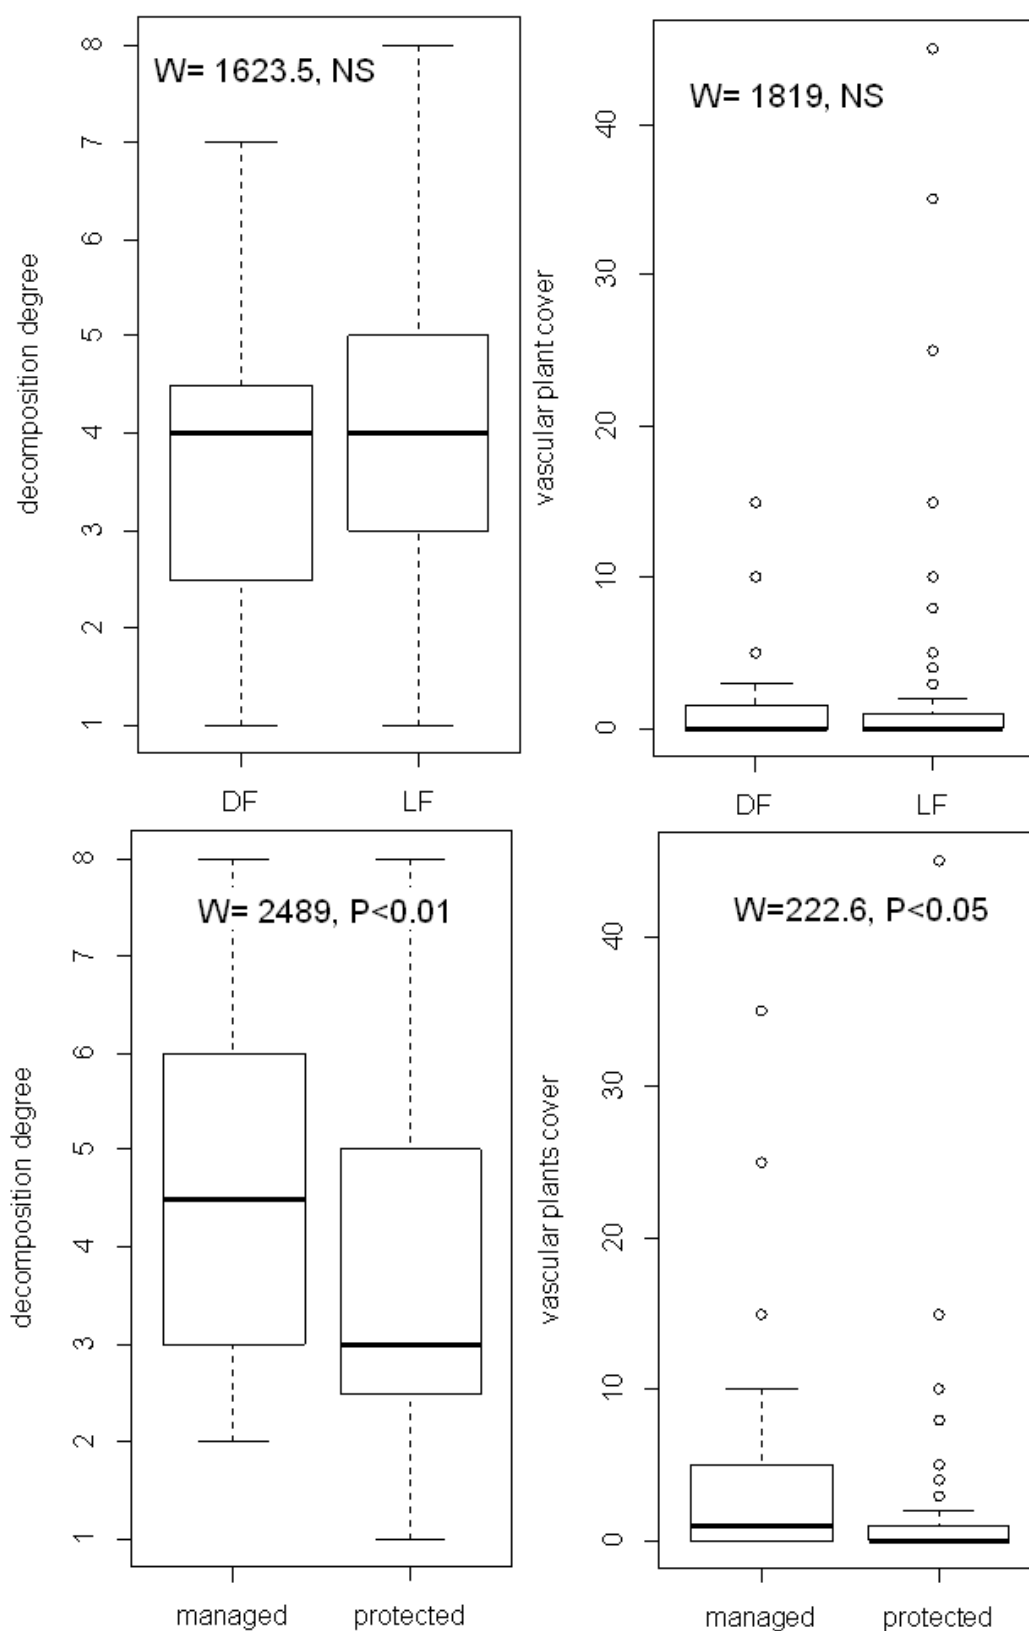 decomposition degree
8
7
6
5
4
3
2
1
W= 1623.5, NS
DF
LF
vascular plant cover
40
30
20
10
0
W= 1819, NS
DF
LF
decomposition degree
8
7
6
5
4
3
2
1
W= 2489, P<0.01
managed
protected
vascular plants cover
40
30
20
10
0
W=222.6, P<0.05
managed
protected